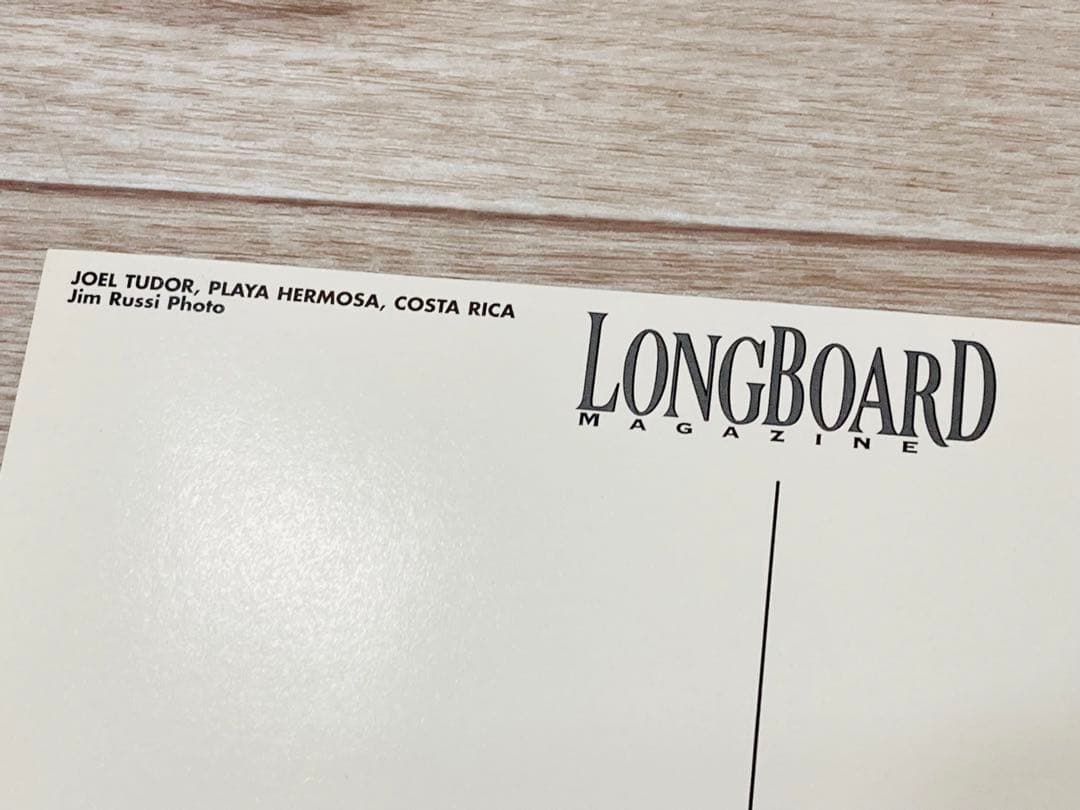 JOEL TUDOR, PLAYA HERMOSA, COSTA RICA
Jim Russi Photo
LONGBOARD
MAGAZINE